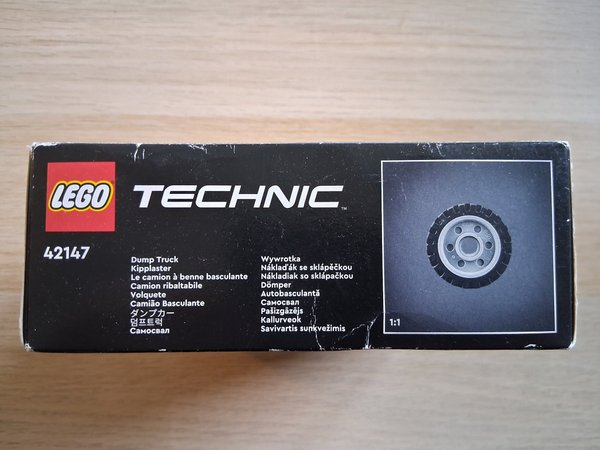 LEGO TECHNIC™
42147
Dump Truck
Kipplaster
Le camion à benne basculante
Camion ribaltabile
Volquete
Camião Basculante
ダンプカー
덤프트럭
Самосвал
Wywrotka
Náklaďák se sklápěčkou
Nákladiak so sklápačkou
Dömper
Autobasculantă
Самосвал
Pašizgāzējs
Kallurveok
Savivartis sunkvežimis
1:1